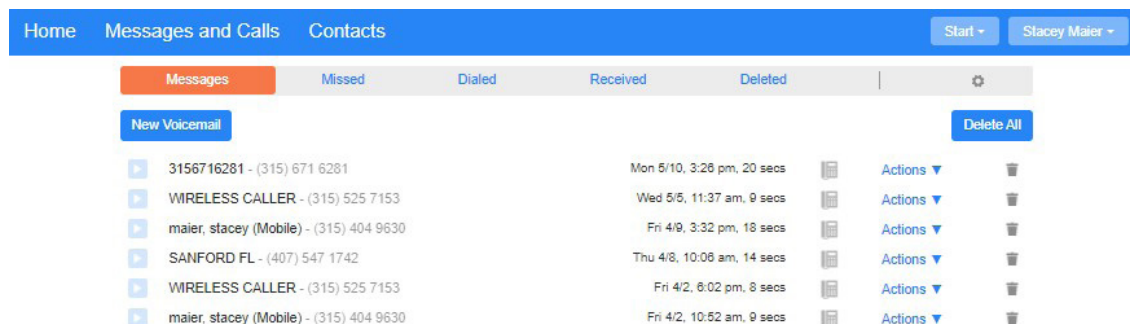 Home Messages and Calls Contacts Start Stacey Maier
Messages Missed Dialed Received Deleted
New Voicemail Delete All
3156716281 - (315) 671 6281 Mon 5/10, 3:26 pm, 20 secs Actions ▼
WIRELESS CALLER - (315) 525 7153 Wed 5/5, 11:37 am, 9 secs Actions ▼
maier, stacey (Mobile) - (315) 404 9630 Fri 4/9, 3:32 pm, 18 secs Actions ▼
SANFORD FL - (407) 547 1742 Thu 4/8, 10:06 am, 14 secs Actions ▼
WIRELESS CALLER - (315) 525 7153 Fri 4/2, 6:02 pm, 8 secs Actions ▼
maier, stacey (Mobile) - (315) 404 9630 Fri 4/2, 10:52 am, 9 secs Actions ▼